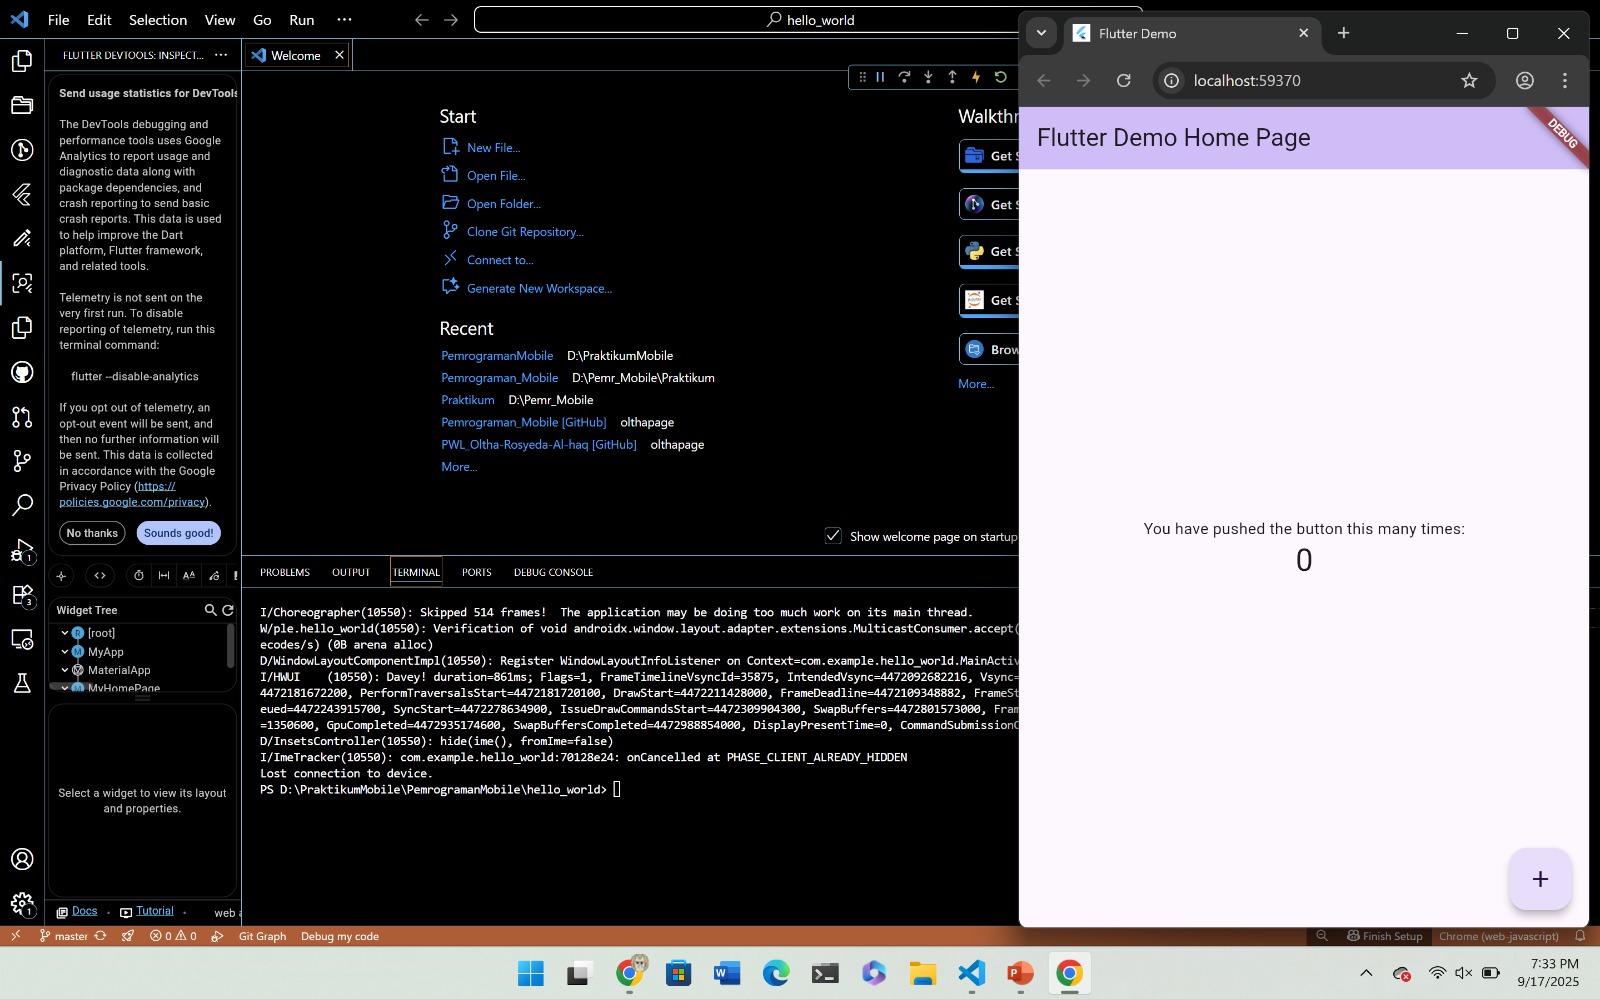 File Edit Selection View Go Run ···
hello_world
FLUTTER DEVTOOLS: INSPECT... ···
Send usage statistics for DevTools
The DevTools debugging and
performance tools uses Google
Analytics to report usage and
diagnostic data along with
package dependencies, and
crash reporting to send basic
crash reports. This data is used
to help improve the Dart
platform, Flutter framework,
and related tools.
Telemetry is not sent on the
very first run. To disable
reporting of telemetry, run this
terminal command:
flutter --disable-analytics
If you opt out of telemetry, an
opt-out event will be sent, and
then no further information will
be sent. This data is collected
in accordance with the Google
Privacy Policy (https://
policies.google.com/privacy).
No thanks Sounds good!
Widget Tree
[root]
MyApp
MaterialApp
MyHomePage
Select a widget to view its layout
and properties.
Docs · Tutorial · web
Welcome
Start
New File...
Open File...
Open Folder...
Clone Git Repository...
Connect to...
Generate New Workspace...
Recent
PemrogramanMobile D:\PraktikumMobile
Pemrograman_Mobile D:\Pemr_Mobile\Praktikum
Praktikum D:\Pemr_Mobile
Pemrograman_Mobile [GitHub] olthapage
PWL_Oltha-Rosyeda-Al-haq [GitHub] olthapage
More...
Walkthr
Get S
Get S
Get S
Get S
Brow
More...
Show welcome page on startup
PROBLEMS OUTPUT TERMINAL PORTS DEBUG CONSOLE
I/Choreographer(10550): Skipped 514 frames! The application may be doing too much work on its main thread.
W/ple.hello_world(10550): Verification of void androidx.window.layout.adapter.extensions.MulticastConsumer.accept(
ecodes/s) (0B arena alloc)
D/WindowLayoutComponentImpl(10550): Register WindowLayoutInfoListener on Context=com.example.hello_world.MainActiv
I/HWUI (10550): Davey! duration=861ms; Flags=1, FrameTimelineVsyncId=35875, IntendedVsync=4472092682216, Vsync=
4472181672200, PerformTraversalsStart=4472181720100, DrawStart=4472211428000, FrameDeadline=4472109348882, FrameSt
eued=4472243915700, SyncStart=4472278634900, IssueDrawCommandsStart=4472309904300, SwapBuffers=4472801573000, Fram
=1350600, GpuCompleted=4472935174600, SwapBuffersCompleted=4472988854000, DisplayPresentTime=0, CommandSubmissionC
D/InsetsController(10550): hide(ime(), fromIme=false)
I/ImeTracker(10550): com.example.hello_world:70128e24: onCancelled at PHASE_CLIENT_ALREADY_HIDDEN
Lost connection to device.
PS D:\PraktikumMobile\PemrogramanMobile\hello_world>
Flutter Demo
localhost:59370
Flutter Demo Home Page
DEBUG
You have pushed the button this many times:
0
+
master 0 0 Git Graph Debug my code
Finish Setup Chrome (web-javascript)
7:33 PM
9/17/2025